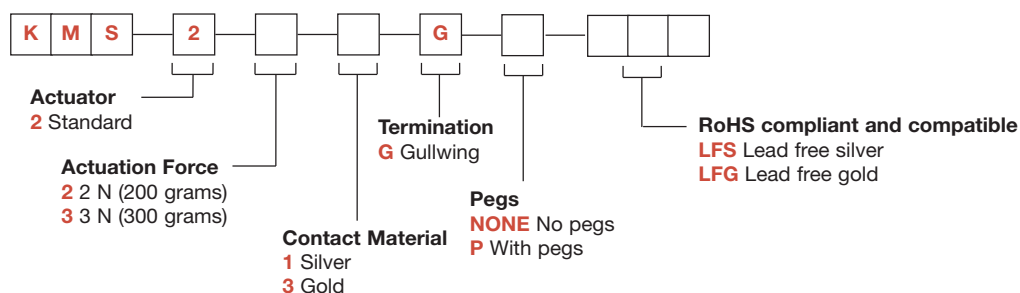 K M S 2 G
Actuator
2 Standard
Actuation Force
2 2 N (200 grams)
3 3 N (300 grams)
Contact Material
1 Silver
3 Gold
Termination
G Gullwing
Pegs
NONE No pegs
P With pegs
RoHS compliant and compatible
LFS Lead free silver
LFG Lead free gold